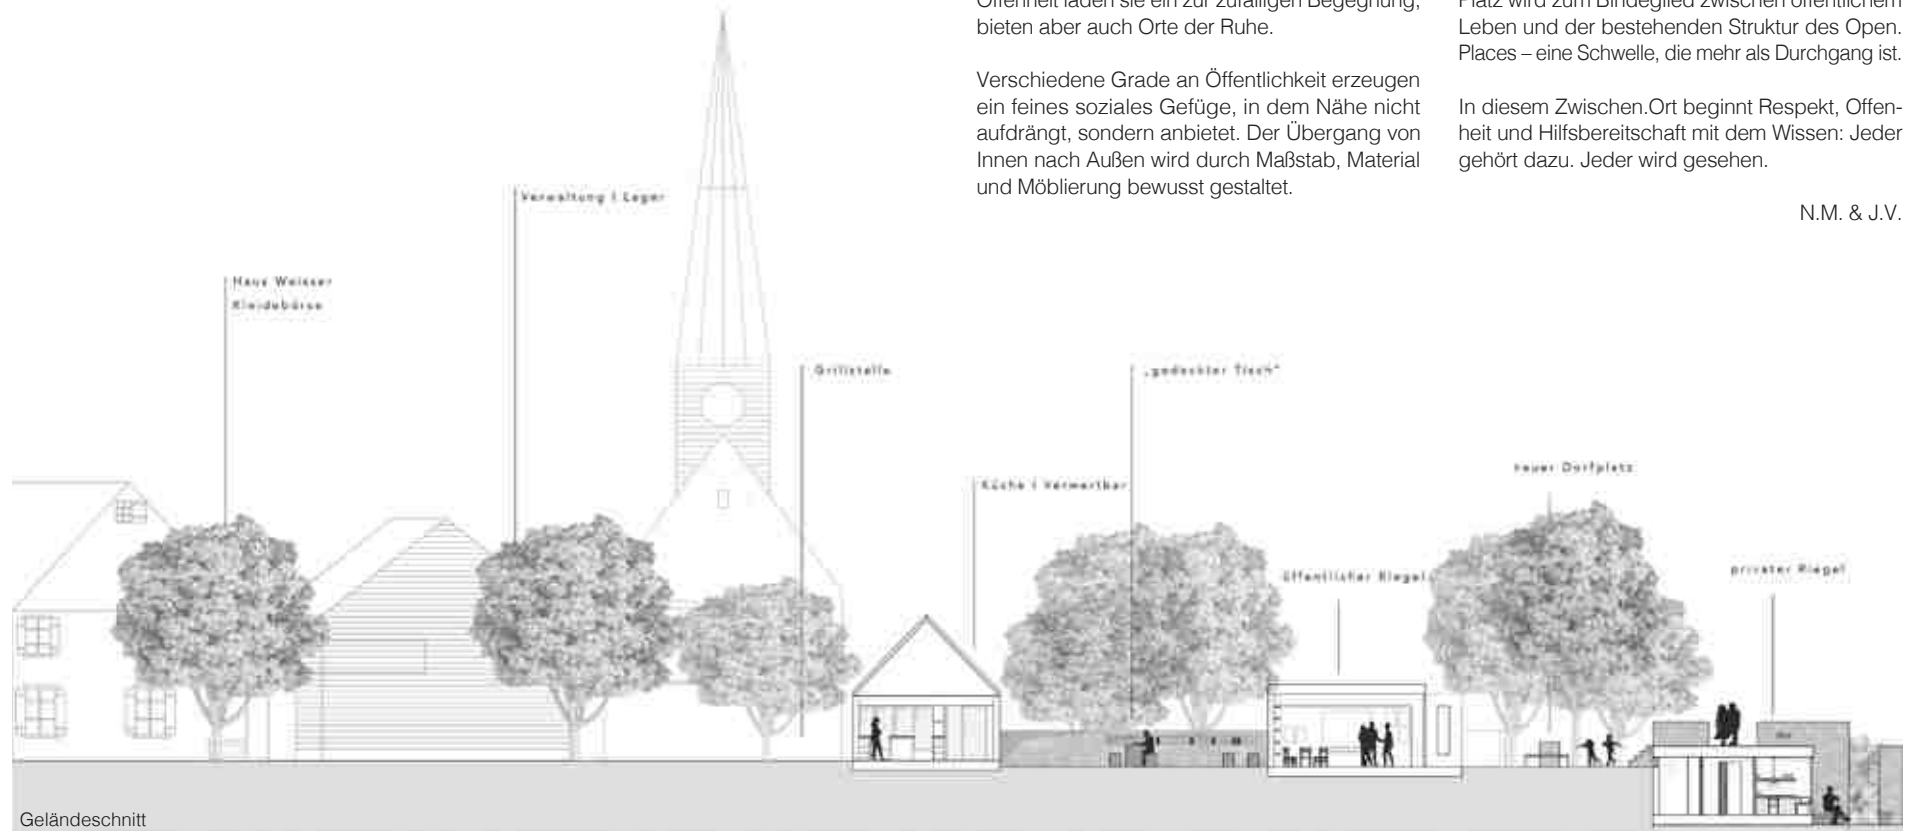 Offenheit laden sie ein zur zufälligen Begegnung,
bieten aber auch Orte der Ruhe.
Verschiedene Grade an Öffentlichkeit erzeugen
ein feines soziales Gefüge, in dem Nähe nicht
aufdrängt, sondern anbietet. Der Übergang von
Innen nach Außen wird durch Maßstab, Material
und Möblierung bewusst gestaltet.
Platz wird zum Bindeglied zwischen öffentlichem
Leben und der bestehenden Struktur des Open.
Places – eine Schwelle, die mehr als Durchgang ist.
In diesem Zwischen.Ort beginnt Respekt, Offen-
heit und Hilfsbereitschaft mit dem Wissen: Jeder
gehört dazu. Jeder wird gesehen.
N.M. & J.V.
Verwaltung | Lager
Haus Weisser
Kleidebörse
Grillstelle
„gedeckter Tisch“
Küche | Vermertbar
neuer Dorfplatz
öffentlicher Riegel
privater Riegel
Geländeschnitt